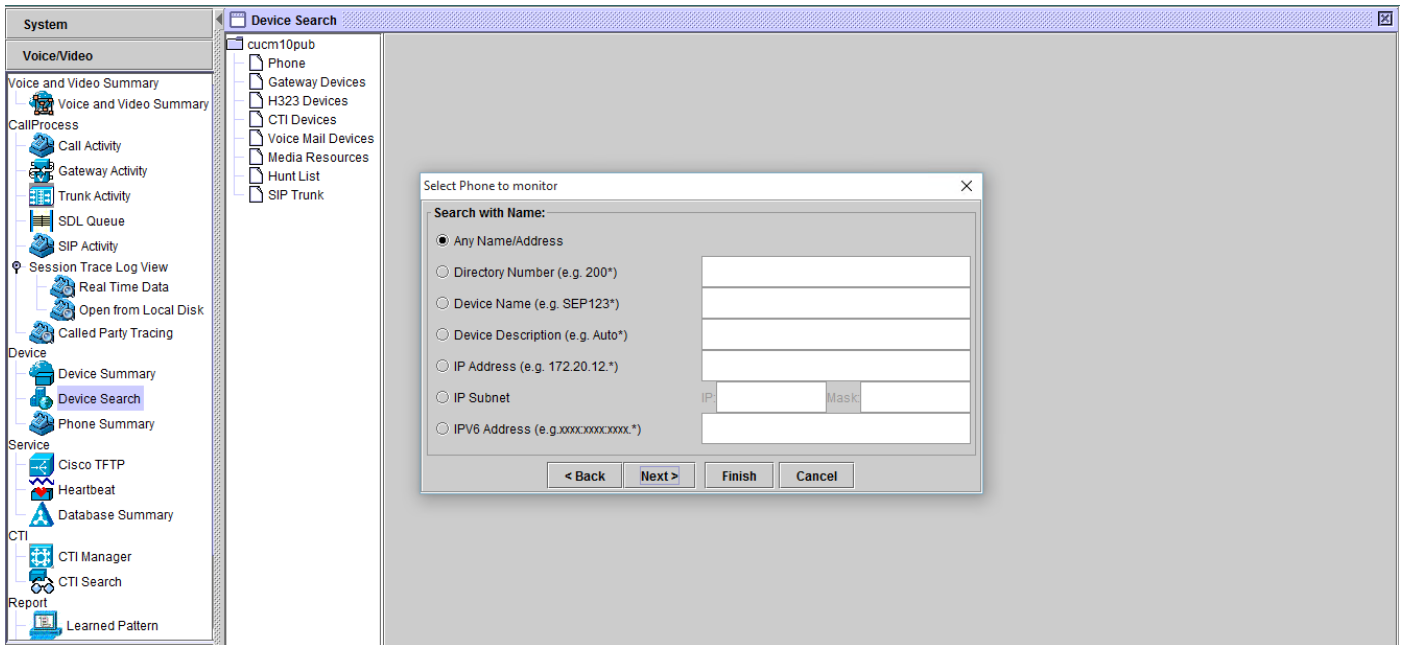 System
Voice/Video
Voice and Video Summary
Voice and Video Summary
CallProcess
Call Activity
Gateway Activity
Trunk Activity
SDL Queue
SIP Activity
Session Trace Log View
Real Time Data
Open from Local Disk
Called Party Tracing
Device
Device Summary
Device Search
Phone Summary
Service
Cisco TFTP
Heartbeat
Database Summary
CTI
CTI Manager
CTI Search
Report
Learned Pattern
Device Search
cucm10pub
Phone
Gateway Devices
H323 Devices
CTI Devices
Voice Mail Devices
Media Resources
Hunt List
SIP Trunk
Select Phone to monitor
Search with Name:
Any Name/Address
Directory Number (e.g. 200*)
Device Name (e.g. SEP123*)
Device Description (e.g. Auto*)
IP Address (e.g. 172.20.12.*)
IP Subnet IP: Mask:
IPV6 Address (e.g.xxxx:xxxx:xxxx.*)
< Back Next > Finish Cancel